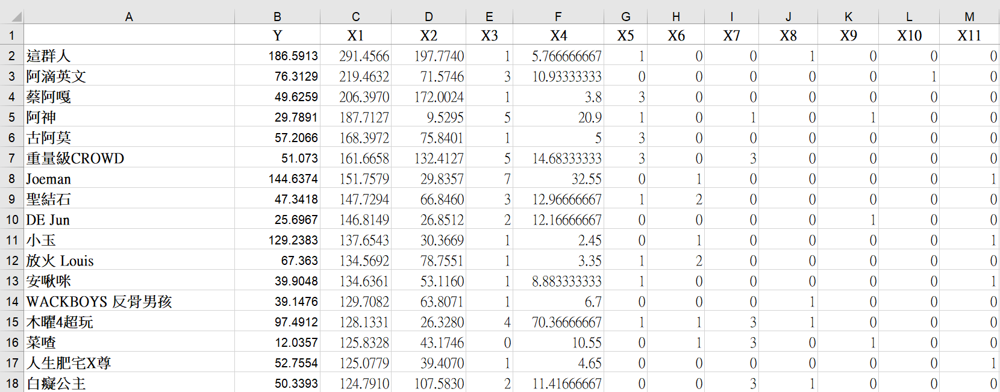 A B C D E F G H I J K L M
1 Y X1 X2 X3 X4 X5 X6 X7 X8 X9 X10 X11
2 這群人 186.5913 291.4566 197.7740 1 5.766666667 1 0 0 1 0 0 0
3 阿滴英文 76.3129 219.4632 71.5746 3 10.93333333 0 0 0 0 0 1 0
4 蔡阿嘎 49.6259 206.3970 172.0024 1 3.8 3 0 0 0 0 0 0
5 阿神 29.7891 187.7127 9.5295 5 20.9 1 0 1 0 1 0 0
6 古阿莫 57.2066 168.3972 75.8401 1 5 3 0 0 0 0 0 0
7 重量級CROWD 51.073 161.6658 132.4127 5 14.68333333 3 0 3 0 0 0 0
8 Joeman 144.6374 151.7579 29.8357 7 32.55 0 1 0 0 0 0 1
9 聖結石 47.3418 147.7294 66.8460 3 12.96666667 1 2 0 0 0 0 0
10 DE Jun 25.6967 146.8149 26.8512 2 12.16666667 0 0 0 0 1 0 0
11 小玉 129.2383 137.6543 30.3669 1 2.45 0 1 0 0 0 0 1
12 放火 Louis 67.363 134.5692 78.7551 1 3.35 1 2 0 0 0 0 0
13 安啾咪 39.9048 134.6361 53.1160 1 8.883333333 1 0 0 0 0 0 1
14 WACKBOYS 反骨男孩 39.1476 129.7082 63.8071 1 6.7 0 0 0 1 0 0 0
15 木曜4超玩 97.4912 128.1331 26.3280 4 70.36666667 1 1 3 1 0 0 0
16 菜喳 12.0357 125.8328 43.1746 0 10.55 0 1 3 0 1 0 0
17 人生肥宅X尊 52.7554 125.0779 39.4070 1 4.65 0 0 0 0 0 0 1
18 白癡公主 50.3393 124.7910 107.5830 2 11.41666667 0 0 3 1 0 0 0